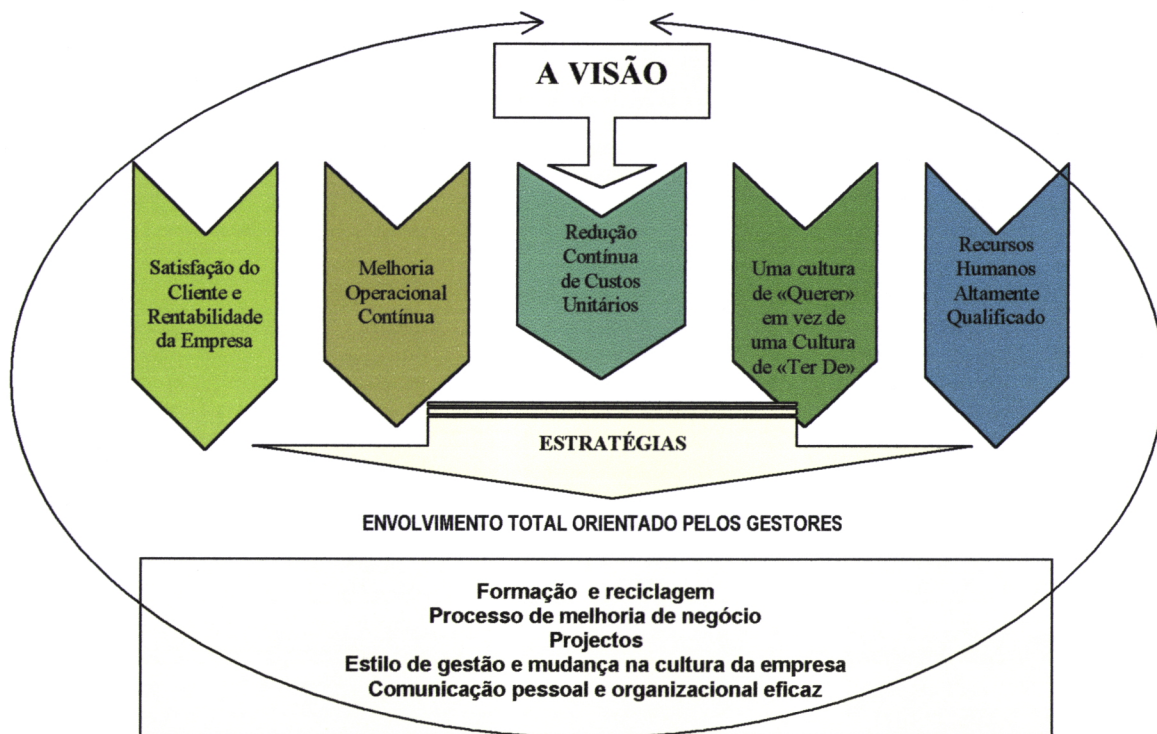 A VISÃO
Satisfação do
Cliente e
Rentabilidade
da Empresa
Melhoria
Operacional
Contínua
Redução
Contínua
de Custos
Unitários
Uma cultura
de «Querer»
em vez de
uma Cultura
de «Ter De»
Recursos
Humanos
Altamente
Qualificado
ESTRATÉGIAS
ENVOLVIMENTO TOTAL ORIENTADO PELOS GESTORES
Formação e reciclagem
Processo de melhoria de negócio
Projectos
Estilo de gestão e mudança na cultura da empresa
Comunicação pessoal e organizacional eficaz